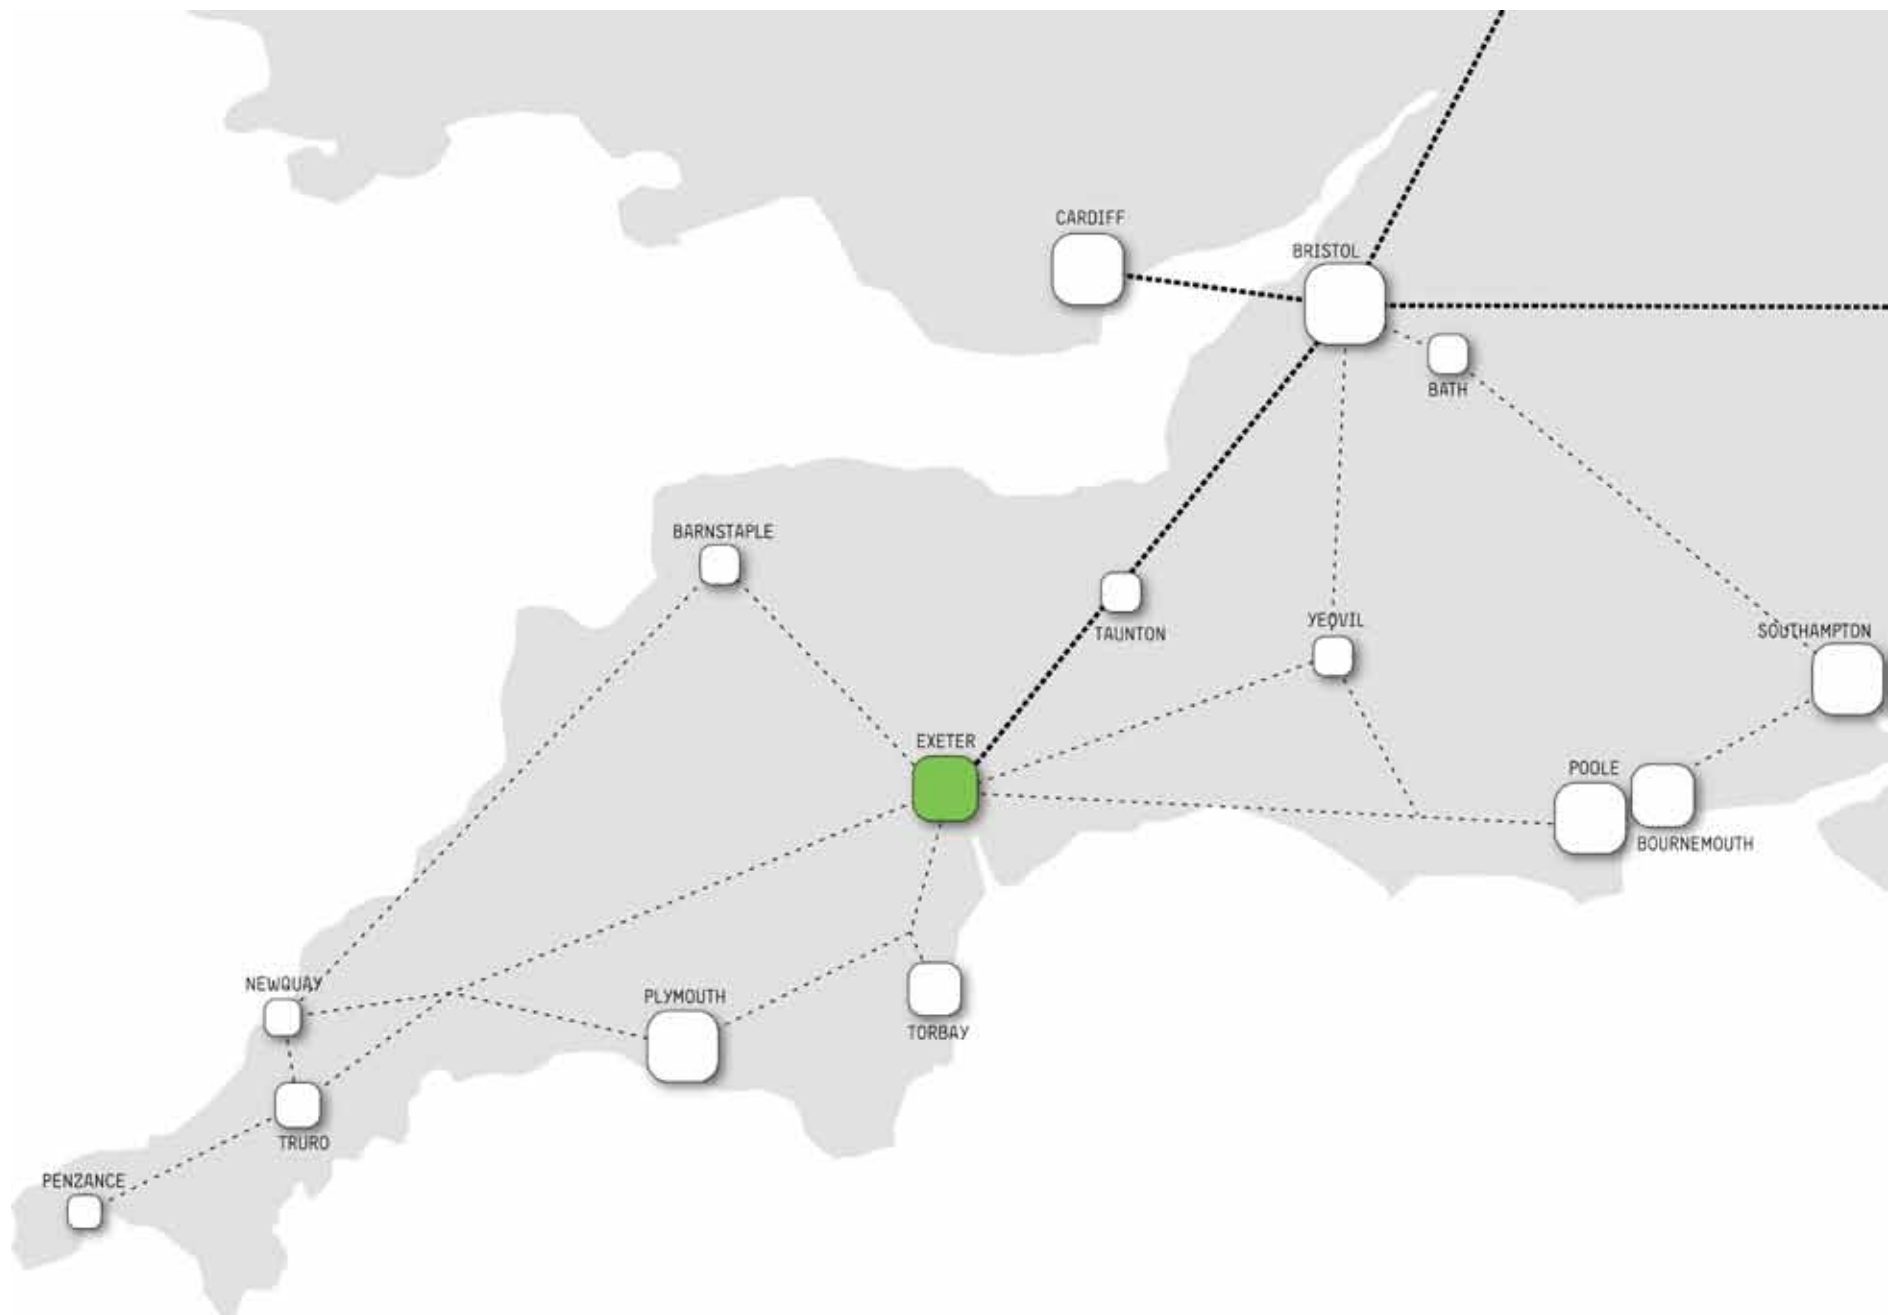 CARDIFF
BRISTOL
BATH
BARNSTAPLE
TAUNTON
YEOVIL
SOUTHAMPTON
EXETER
POOLE
BOURNEMOUTH
NEWQUAY
PLYMOUTH
TORBAY
TRURO
PENZANCE